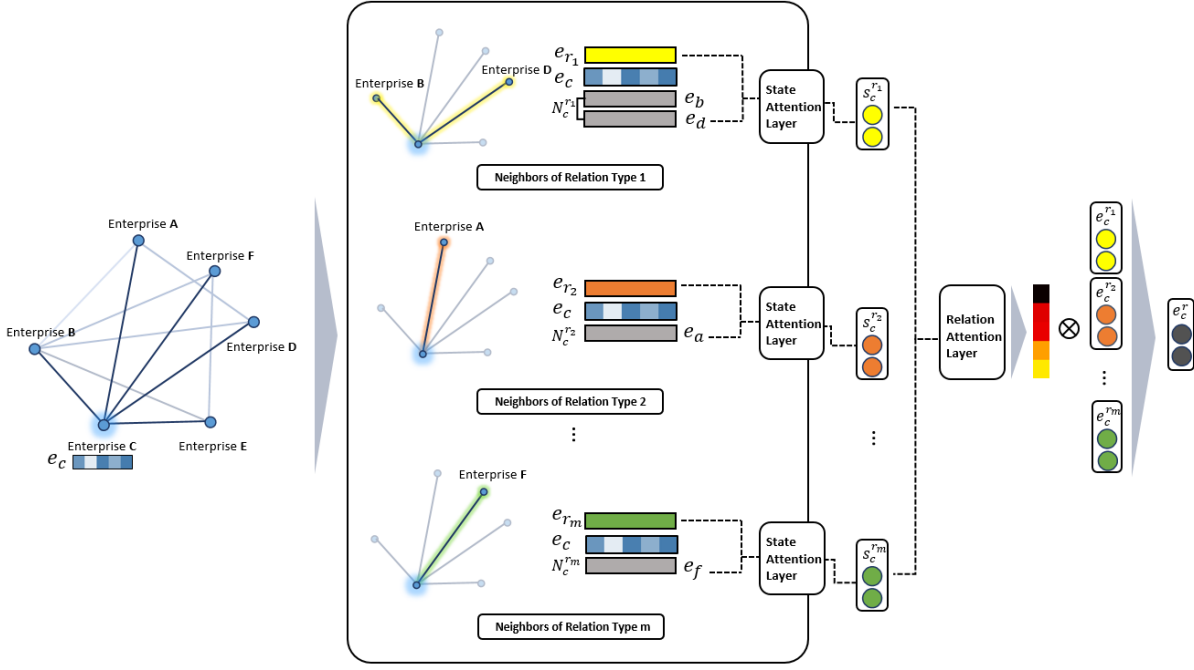 Enterprise A
Enterprise F
Enterprise B
Enterprise D
Enterprise C
Enterprise E
e_c
Enterprise B
Enterprise D
e_{r_1}
e_c
N_c^{r_1}
e_b
e_d
Neighbors of Relation Type 1
State
Attention
Layer
s_c^{r_1}
Enterprise A
e_{r_2}
e_c
N_c^{r_2}
e_a
Neighbors of Relation Type 2
⋮
State
Attention
Layer
s_c^{r_2}
⋮
Enterprise F
e_{r_m}
e_c
N_c^{r_m}
e_f
Neighbors of Relation Type m
State
Attention
Layer
s_c^{r_m}
Relation
Attention
Layer
⊗
e_c^{r_1}
e_c^{r_2}
⋮
e_c^{r_m}
e_c^r